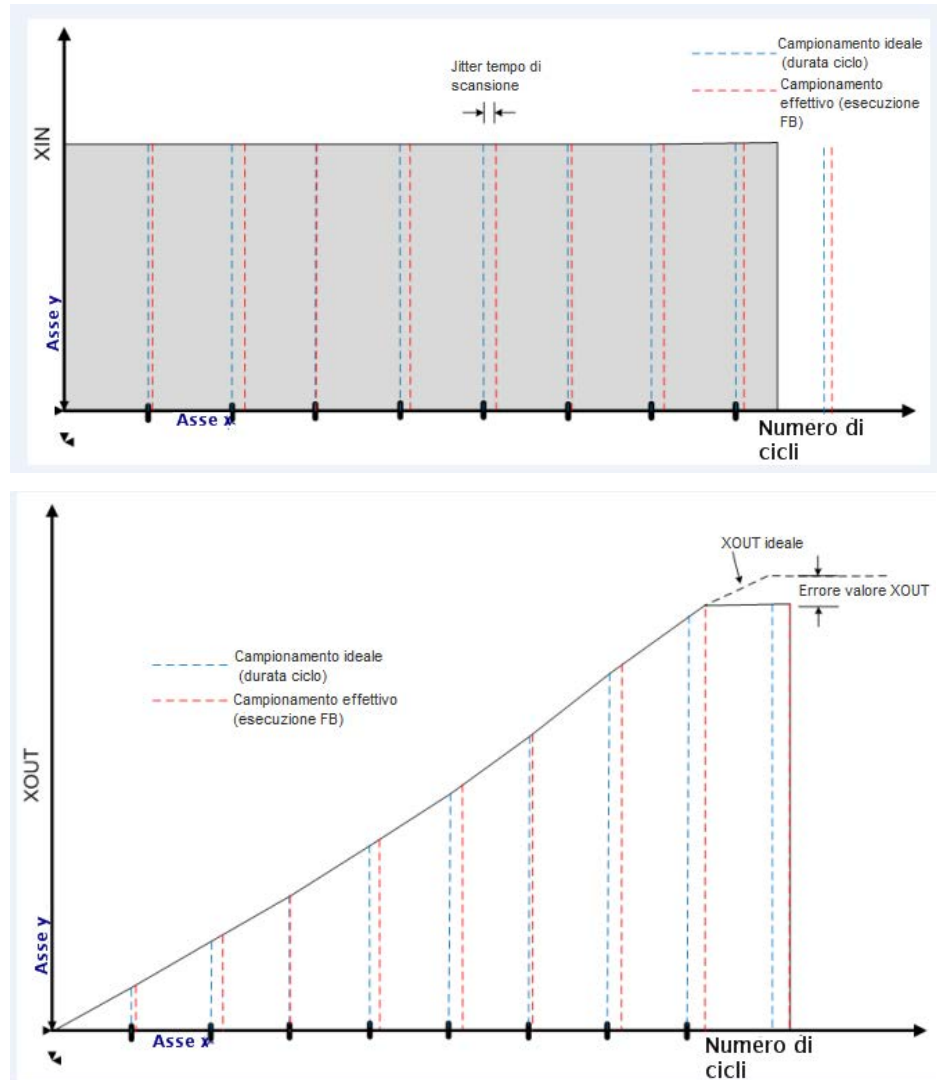 Campionamento ideale
(durata ciclo)
Campionamento
effettivo (esecuzione
FB)
Jitter tempo di
scansione
XIN
Asse y
Asse x
Numero di
cicli
XOUT ideale
Errore valore XOUT
Campionamento ideale
(durata ciclo)
Campionamento effettivo
(esecuzione FB)
XOUT
Asse y
Asse x
Numero di
cicli